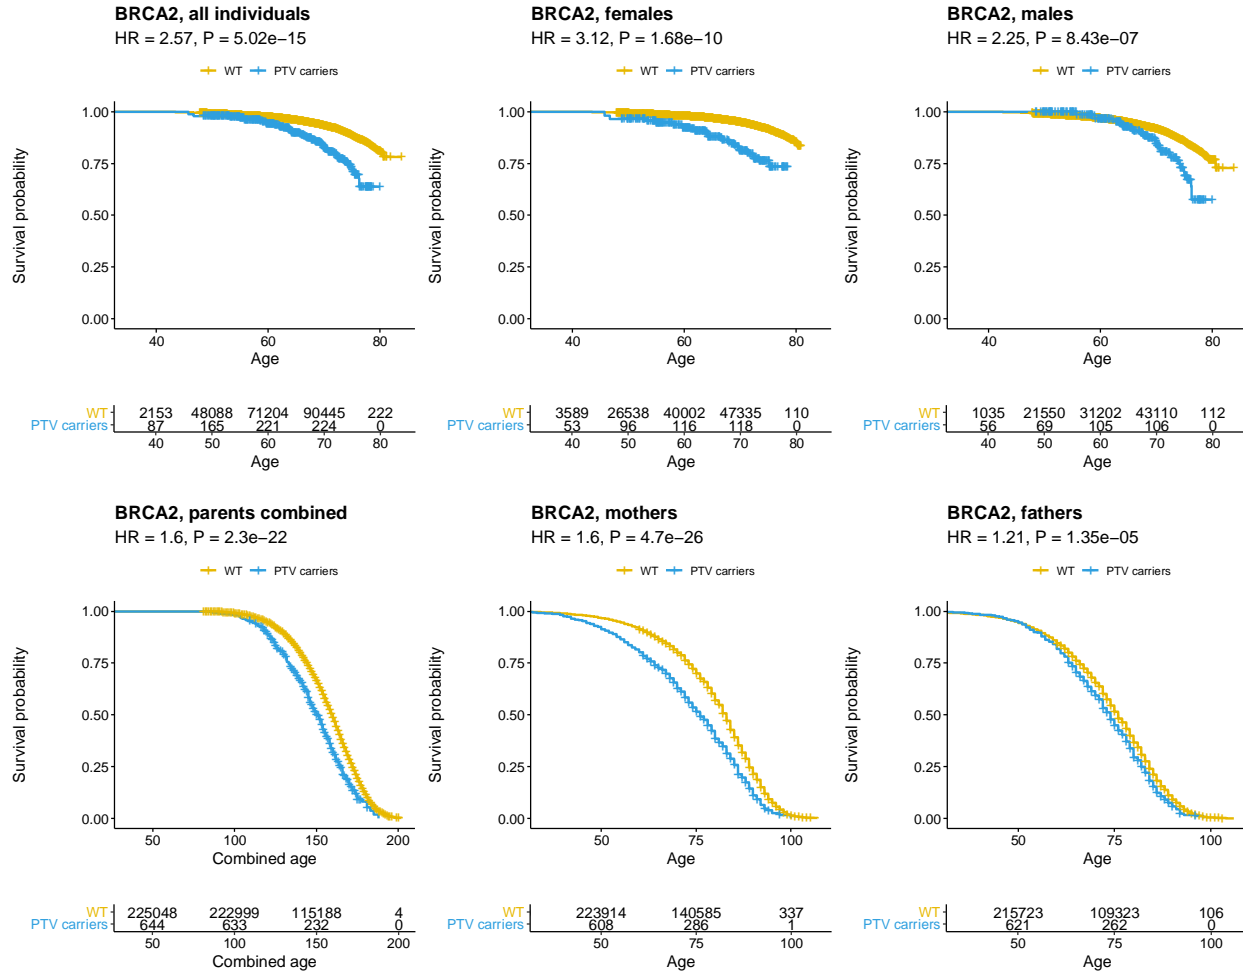 BRCA2, all individuals
HR = 2.57, P = 5.02e−15
WT PTV carriers
Survival probability
1.00
0.75
0.50
0.25
0.00
40 60 80
Age
WT 2153 48088 71204 90445 222
PTV carriers 87 165 221 224 0
40 50 60 70 80
Age
BRCA2, females
HR = 3.12, P = 1.68e−10
WT PTV carriers
Survival probability
1.00
0.75
0.50
0.25
0.00
40 60 80
Age
WT 3589 26538 40002 47335 110
PTV carriers 53 96 116 118 0
40 50 60 70 80
Age
BRCA2, males
HR = 2.25, P = 8.43e−07
WT PTV carriers
Survival probability
1.00
0.75
0.50
0.25
0.00
40 60 80
Age
WT 1035 21550 31202 43110 112
PTV carriers 56 69 105 106 0
40 50 60 70 80
Age
BRCA2, parents combined
HR = 1.6, P = 2.3e−22
WT PTV carriers
Survival probability
1.00
0.75
0.50
0.25
0.00
50 100 150 200
Combined age
WT 225048 222999 115188 4
PTV carriers 644 633 232 0
50 100 150 200
Combined age
BRCA2, mothers
HR = 1.6, P = 4.7e−26
WT PTV carriers
Survival probability
1.00
0.75
0.50
0.25
0.00
50 75 100
Age
WT 223914 140585 337
PTV carriers 608 286 1
50 75 100
Age
BRCA2, fathers
HR = 1.21, P = 1.35e−05
WT PTV carriers
Survival probability
1.00
0.75
0.50
0.25
0.00
50 75 100
Age
WT 215723 109323 106
PTV carriers 621 262 0
50 75 100
Age